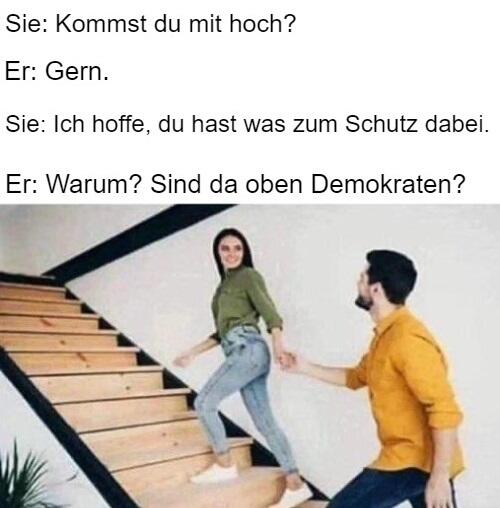 Sie: Kommst du mit hoch?
Er: Gern.
Sie: Ich hoffe, du hast was zum Schutz dabei.
Er: Warum? Sind da oben Demokraten?